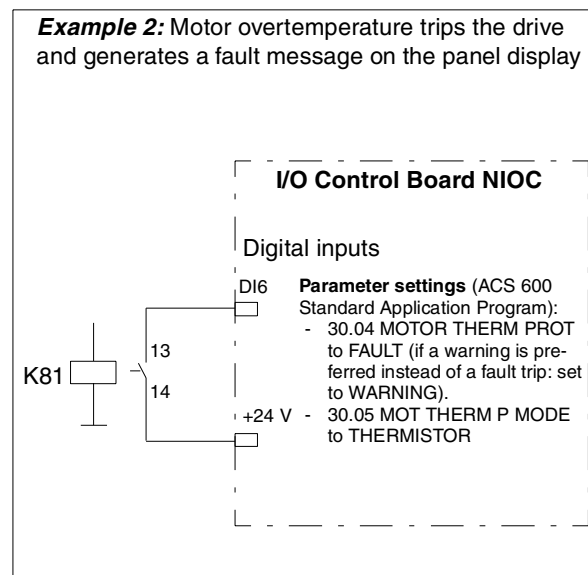 Example 2: Motor overtemperature trips the drive
and generates a fault message on the panel display
I/O Control Board NIOC
Digital inputs
DI6
Parameter settings (ACS 600
Standard Application Program):
- 30.04 MOTOR THERM PROT
to FAULT (if a warning is pre-
ferred instead of a fault trip: set
to WARNING).
- 30.05 MOT THERM P MODE
to THERMISTOR
+24 V
K81
13
14